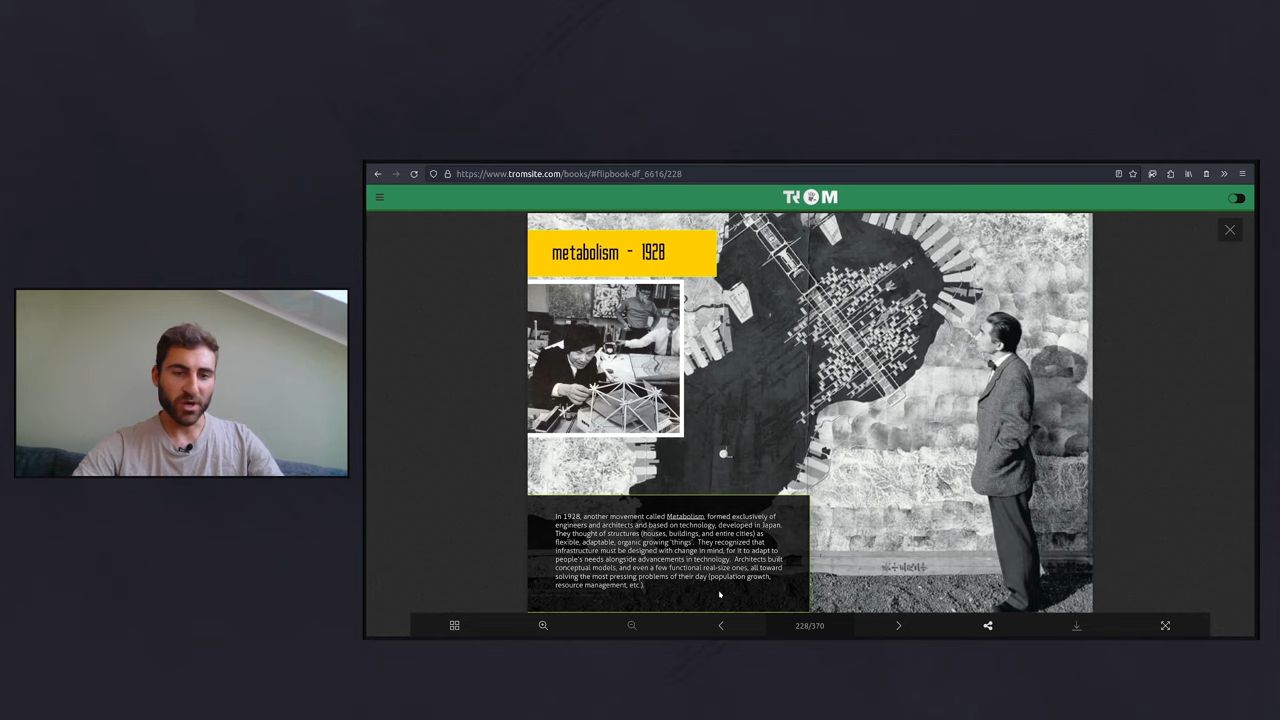 https://www.tromsite.com/books/#flipbook-df_6616/228
TROM
metabolism - 1928
In 1928, another movement called Metabolism, formed exclusively of
engineers and architects and based on technology, developed in Japan.
They thought of structures (houses, buildings, and entire cities) as
flexible, adaptable, organic growing 'things'. They recognized that
infrastructure must be designed with change in mind, for it to adapt to
people's needs alongside advancements in technology. Architects built
conceptual models, and even a few functional real-size ones, all toward
solving the most pressing problems of their day (population growth,
resource management, etc.).
228/370